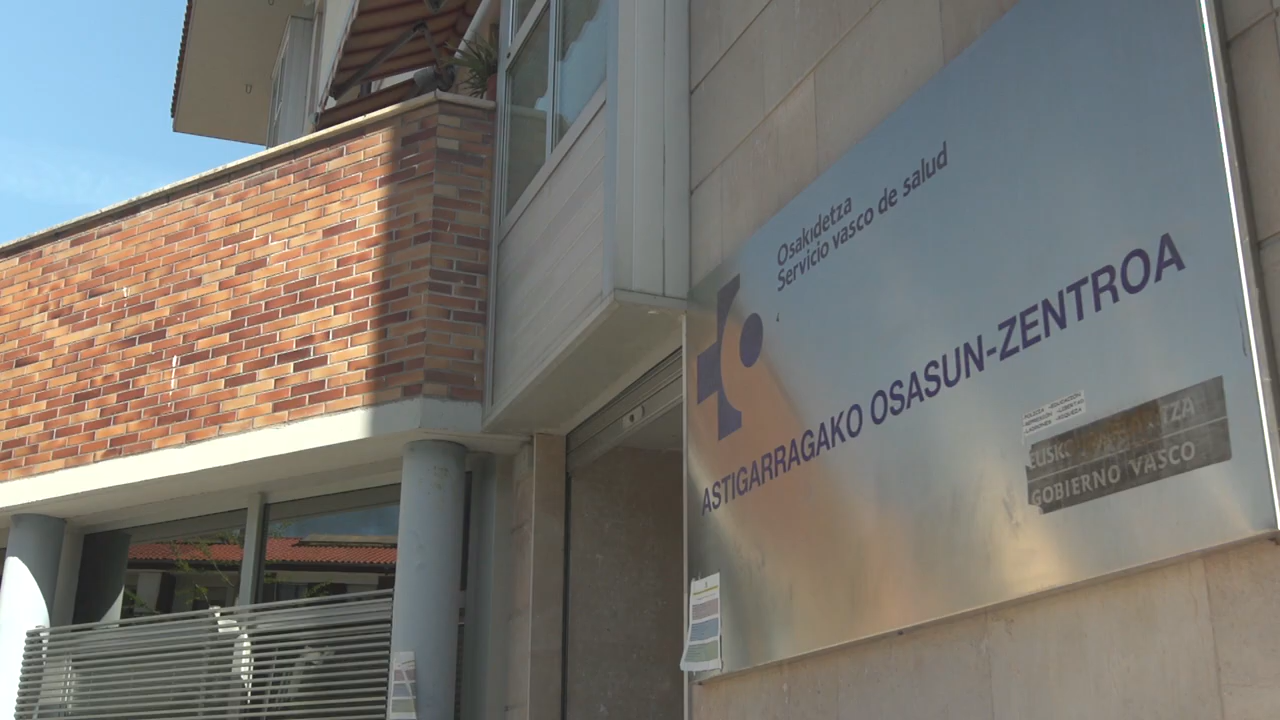 Osakidetza
Servicio vasco de salud
ASTIGARRAGAKO OSASUN-ZENTROA
GOBIERNO VASCO